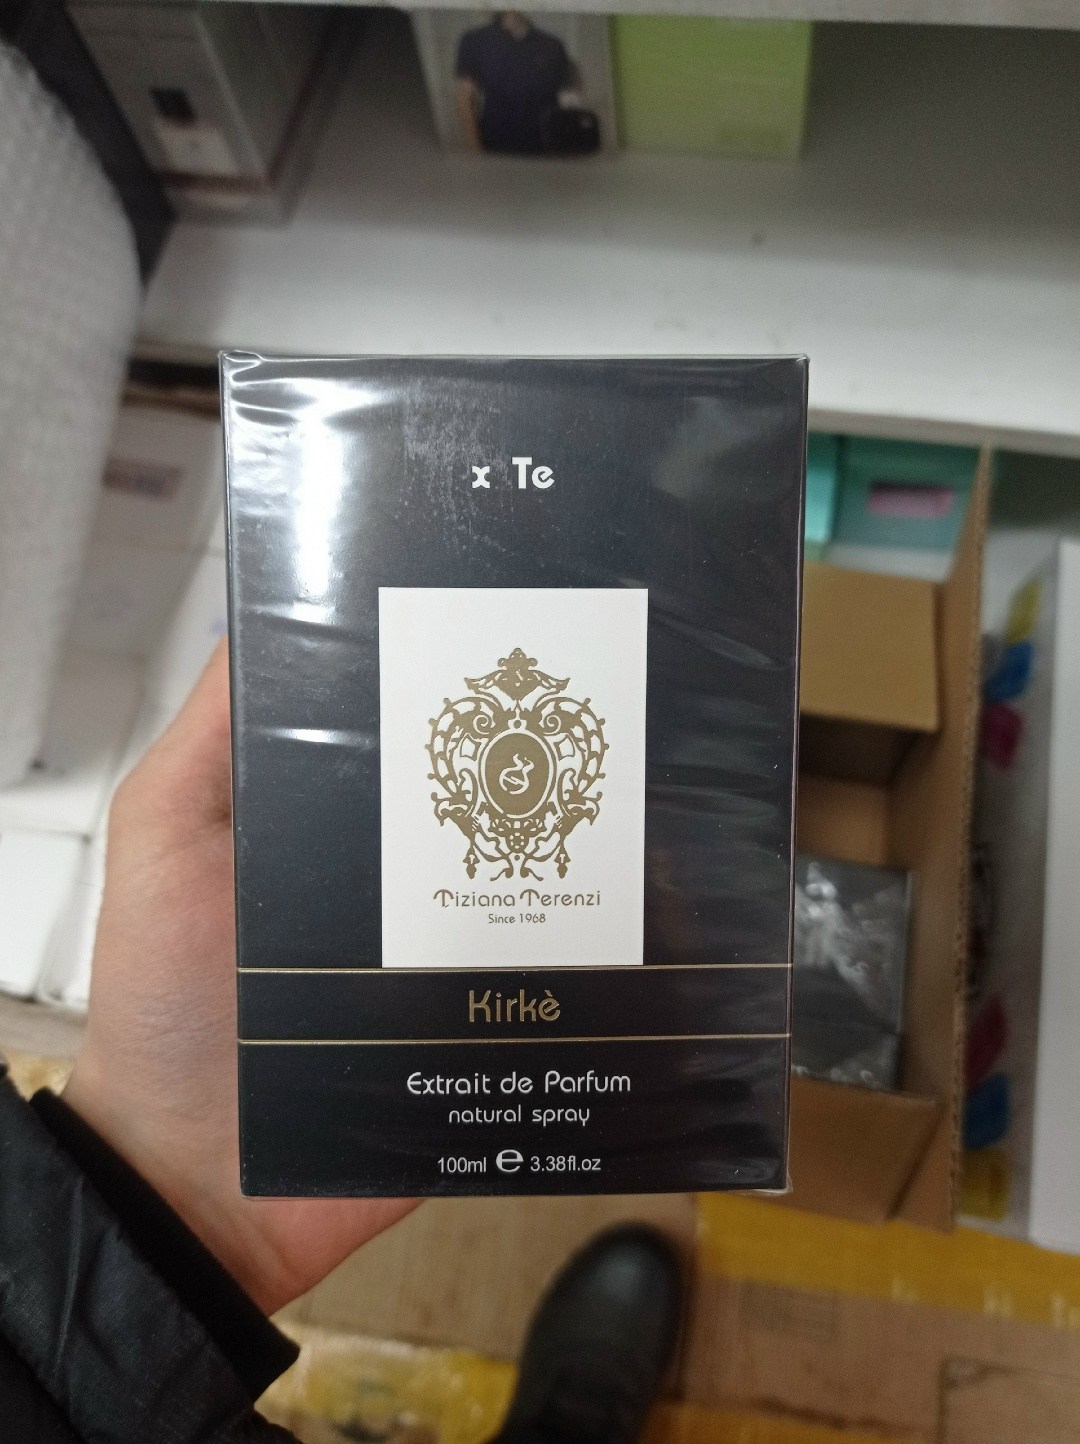 x Te
Tiziana Terenzi
Since 1968
Kirkè
Extrait de Parfum
natural spray
100ml e 3.38fl.oz